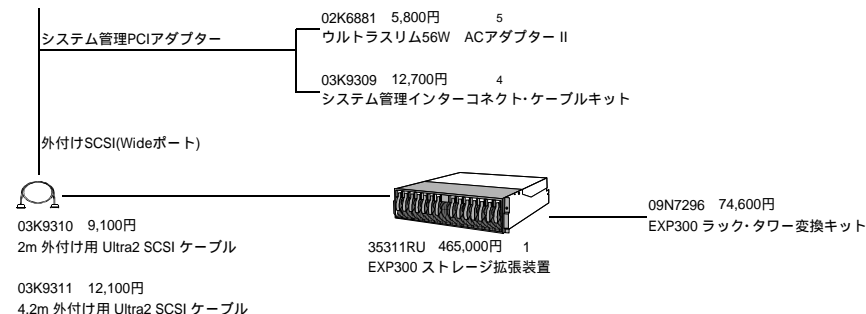 02K6881 5,800円 5
ウルトラスリム56W ACアダプター II
システム管理PCIアダプター
03K9309 12,700円 4
システム管理インターコネクト・ケーブルキット
外付けSCSI(Wideポート)
09N7296 74,600円
EXP300 ラック・タワー変換キット
03K9310 9,100円
2m 外付け用 Ultra2 SCSI ケーブル
35311RU 465,000円 1
EXP300 ストレージ拡張装置
03K9311 12,100円
4.2m 外付け用 Ultra2 SCSI ケーブル